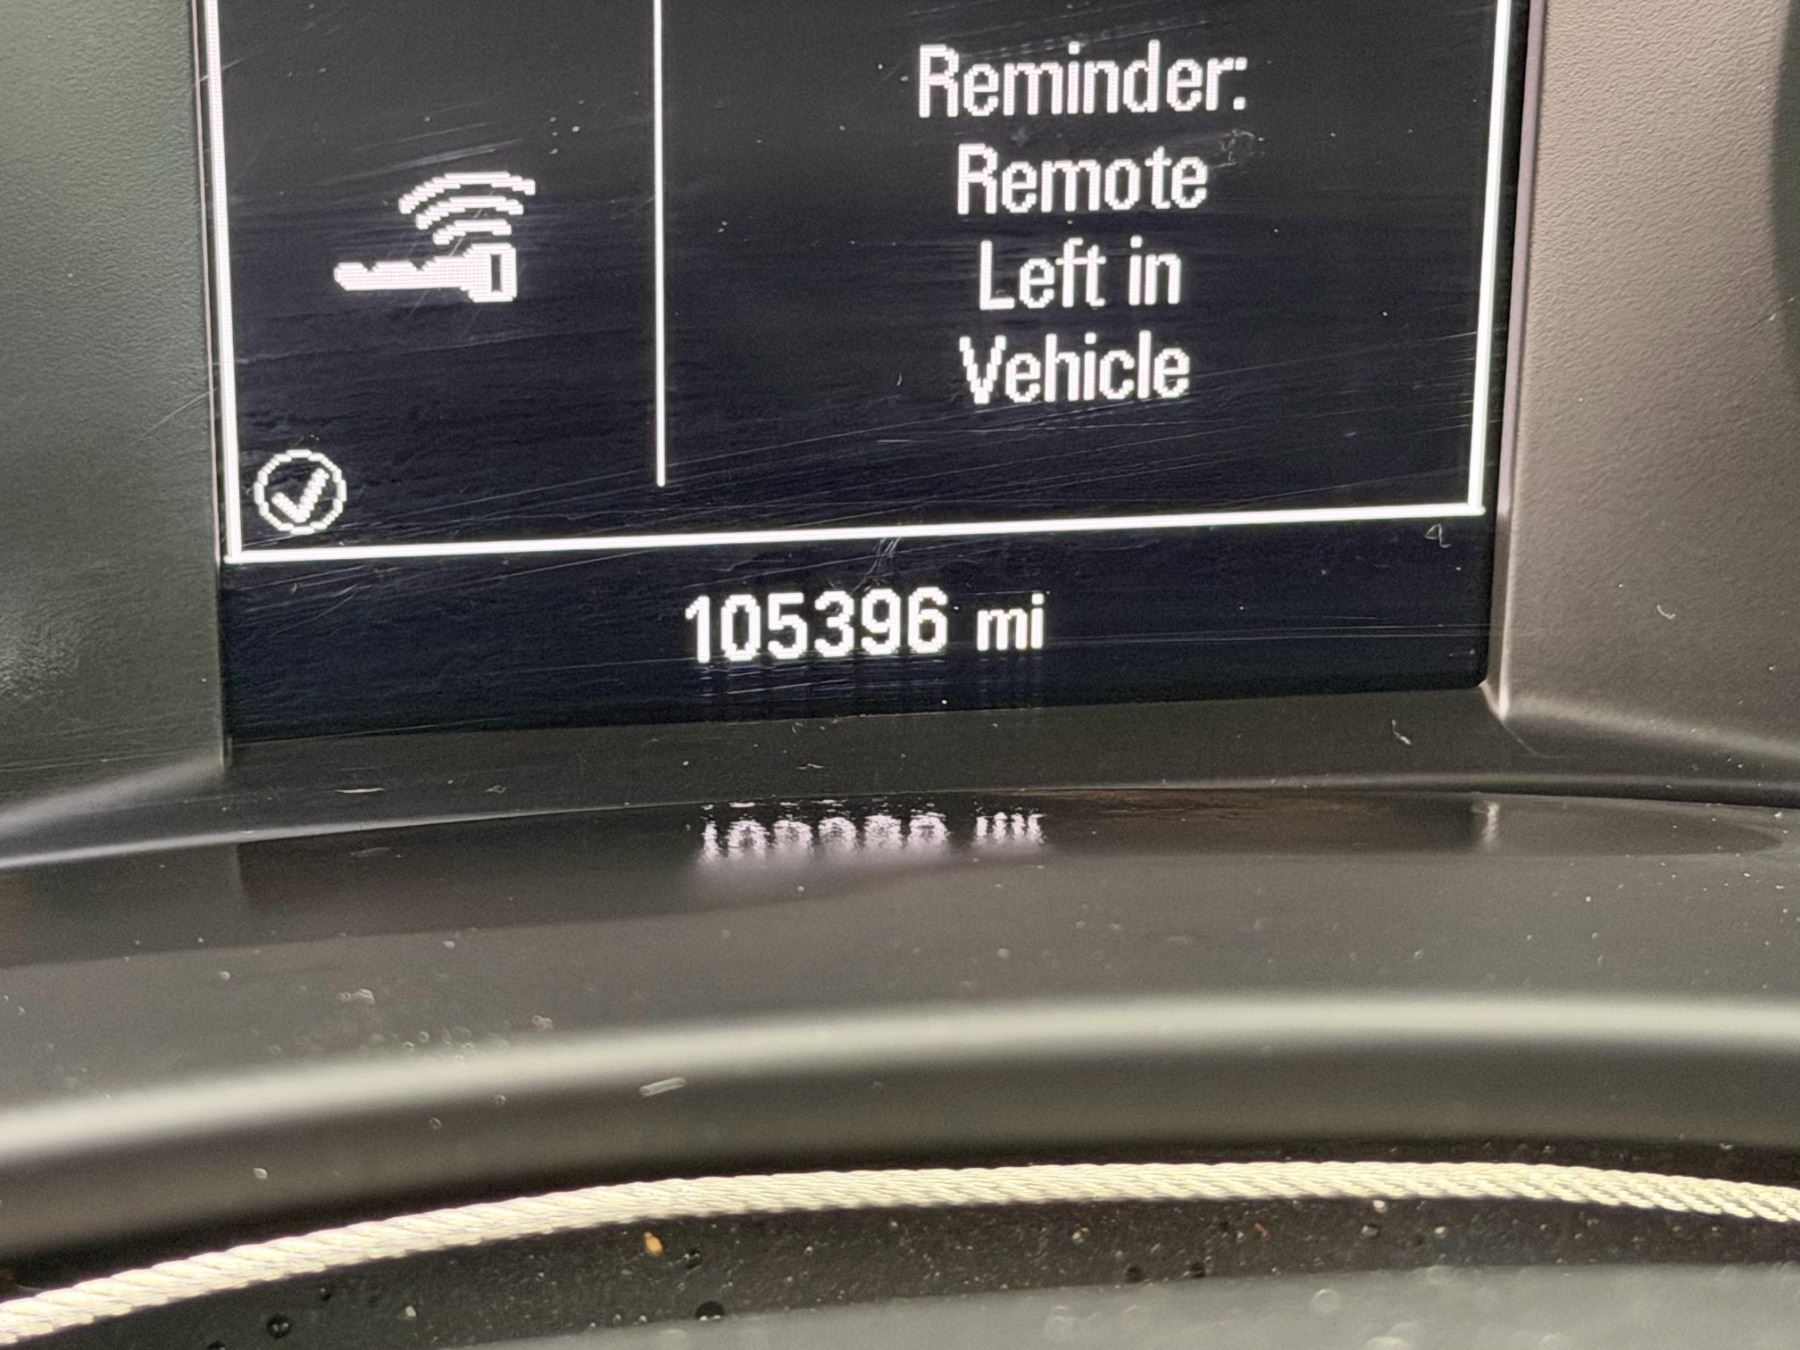 Reminder:
Remote
Left in
Vehicle
105396 mi